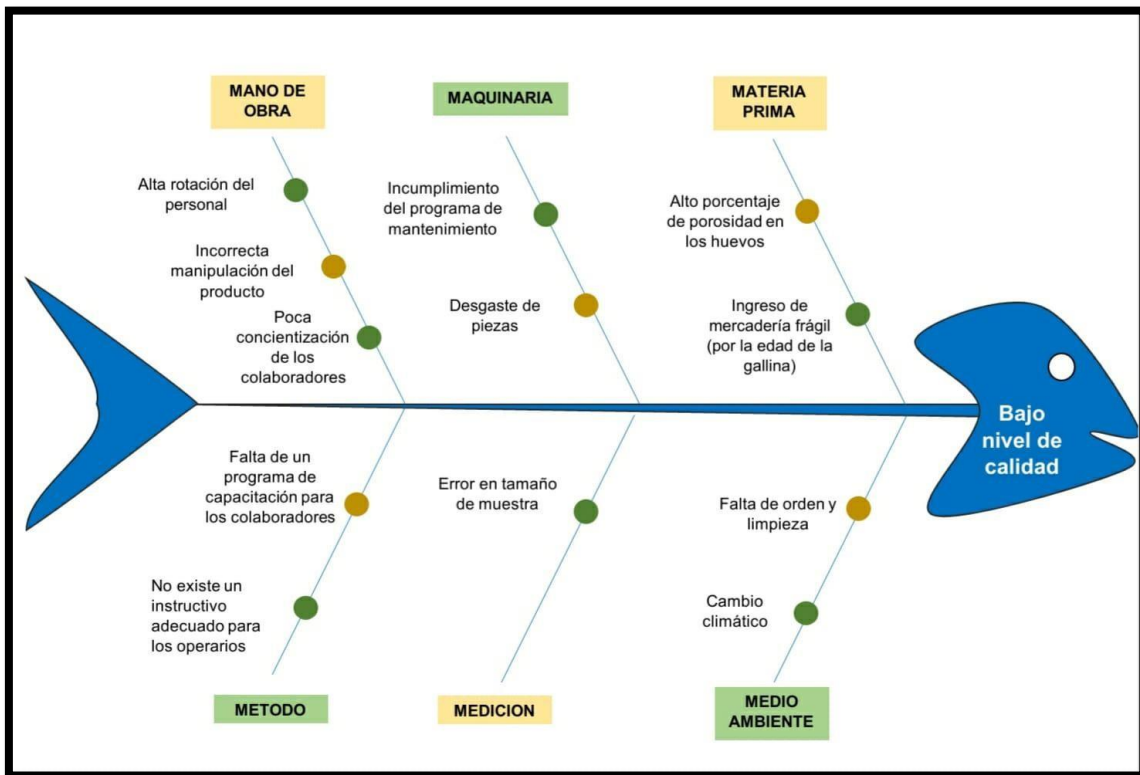 MANO DE
OBRA
MAQUINARIA
MATERIA
PRIMA
Alta rotación del
personal
Incorrecta
manipulación del
producto
Poca
concientización
de los
colaboradores
Incumplimiento
del programa de
mantenimiento
Desgaste de
piezas
Alto porcentaje
de porosidad en
los huevos
Ingreso de
mercadería frágil
(por la edad de la
gallina)
Bajo
nivel de
calidad
Falta de un
programa de
capacitación para
los colaboradores
No existe un
instructivo
adecuado para
los operarios
Error en tamaño
de muestra
Falta de orden y
limpieza
Cambio
climático
METODO
MEDICION
MEDIO
AMBIENTE